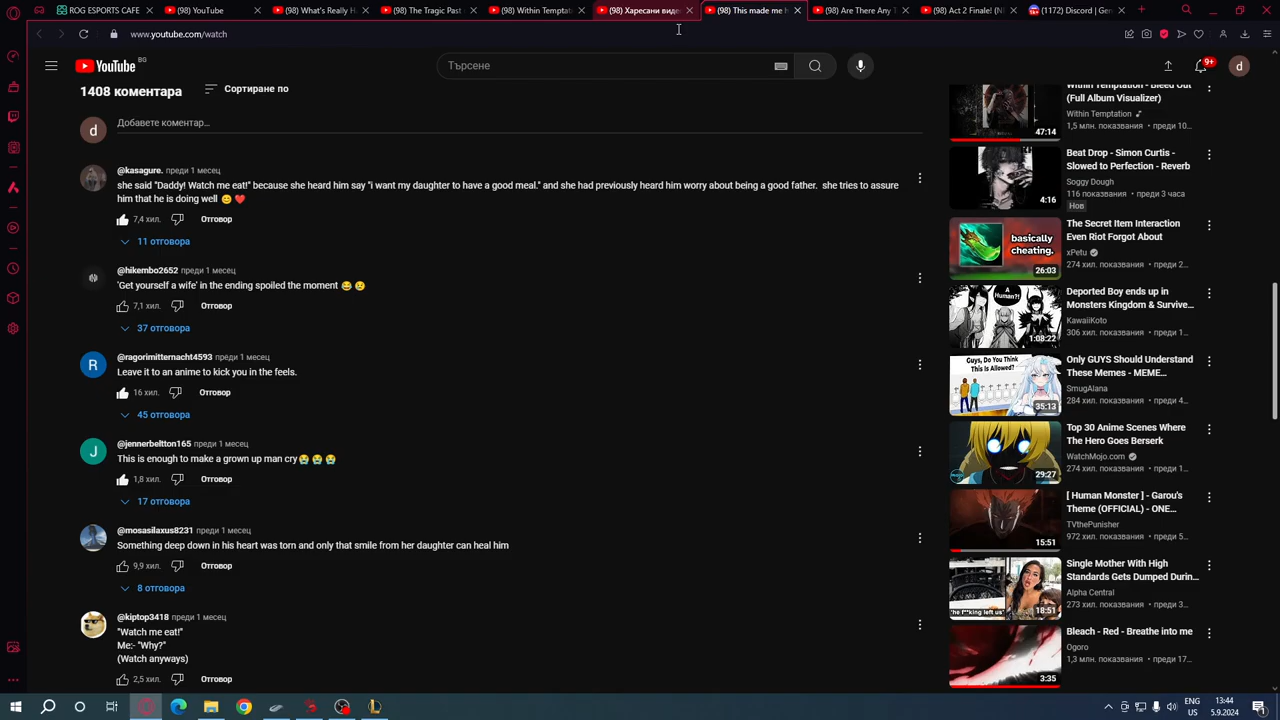 ROG ESPORTS CAFE
(98) YouTube
(98) What's Really H
(98) The Tragic Past
(98) Within Temptat
(98) Харесани видео
(98) This made me h
(98) Are There Any T
(98) Act 2 Finale! (N
(1172) Discord | Gen
www.youtube.com/watch
YouTube BG
Търсене
9+
d
1408 коментара
Сортиране по
d
Добавете коментар…
@kasagure. преди 1 месец
she said "Daddy! Watch me eat!" because she heard him say "i want my daughter to have a good meal." and she had previously heard him worry about being a good father. she tries to assure
him that he is doing well 😊 ❤️
7,4 хил. Отговор
11 отговора
@hikembo2652 преди 1 месец
'Get yourself a wife' in the ending spoiled the moment 😂 😢
7,1 хил. Отговор
37 отговора
R
@ragorimitternacht4593 преди 1 месец
Leave it to an anime to kick you in the feels.
16 хил. Отговор
45 отговора
J
@jennerbeltton165 преди 1 месец
This is enough to make a grown up man cry😭 😭 😭
1,8 хил. Отговор
17 отговора
@mosasilaxus8231 преди 1 месец
Something deep down in his heart was torn and only that smile from her daughter can heal him
9,9 хил. Отговор
8 отговора
@kiptop3418 преди 1 месец
"Watch me eat!"
Me:- "Why?"
(Watch anyways)
2,5 хил. Отговор
Within Temptation - Bleed Out
(Full Album Visualizer)
Within Temptation
1,5 млн. показвания • преди 10…
47:14
Beat Drop - Simon Curtis -
Slowed to Perfection - Reverb
Soggy Dough
116 показвания • преди 3 часа
Нов
4:16
The Secret Item Interaction
Even Riot Forgot About
xPetu
274 хил. показвания • преди 2…
basically
cheating.
26:03
Deported Boy ends up in
Monsters Kingdom & Survive…
KawaiiKoto
306 хил. показвания • преди 1…
A
Human?!
1:08:22
Only GUYS Should Understand
These Memes - MEME…
SmugAlana
284 хил. показвания • преди 4…
Guys, Do You Think
This Is Allowed?
35:13
Top 30 Anime Scenes Where
The Hero Goes Berserk
WatchMojo.com
274 хил. показвания • преди 1…
29:27
[ Human Monster ] - Garou's
Theme (OFFICIAL) - ONE…
TVthePunisher
972 хил. показвания • преди 5…
15:51
Single Mother With High
Standards Gets Dumped Durin…
Alpha Central
273 хил. показвания • преди 3…
"he f**king left us"
18:51
Bleach - Red - Breathe into me
Ogoro
1,3 млн. показвания • преди 17…
3:35
EN
US
13:44
5.9.2024
1